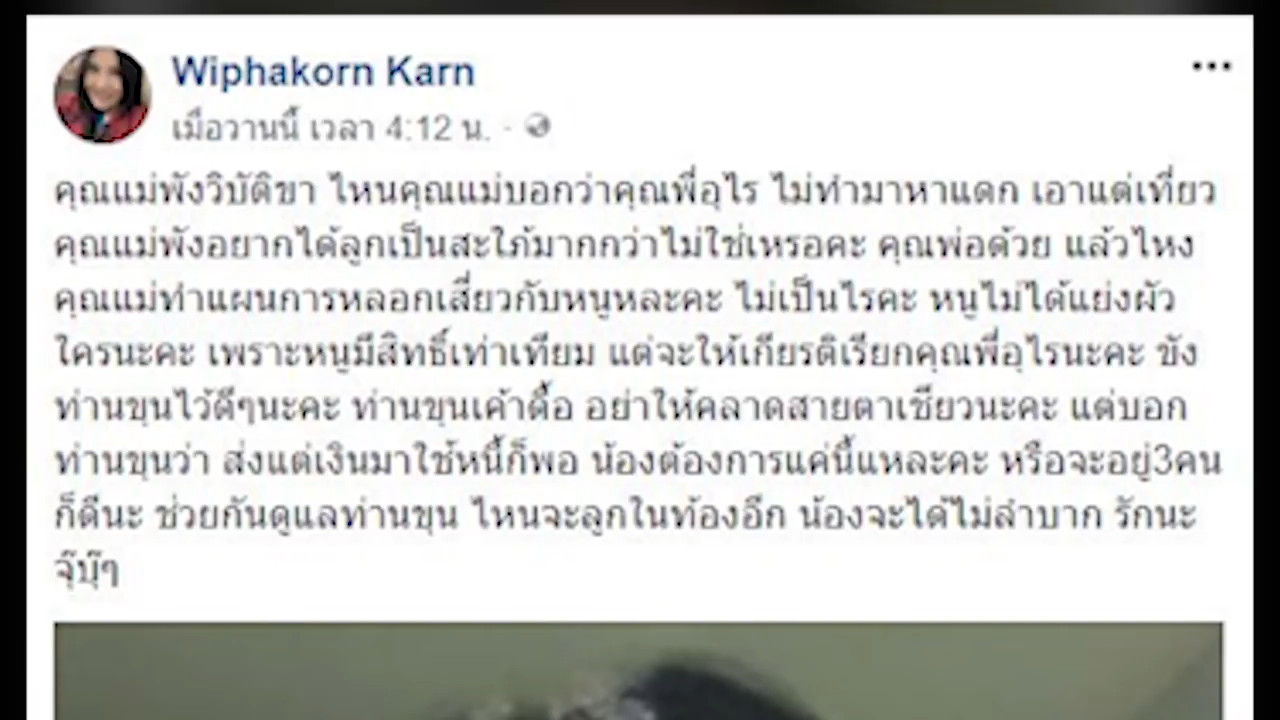 Wiphakorn Karn
เมื่อวานนี้ เวลา 4:12 น. ·
คุณแม่พังวิบัติขา ไหนคุณแม่บอกว่าคุณพี่อุไร ไม่ทำมาหาแดก เอาแต่เที่ยว
คุณแม่พังอยากได้ลูกเป็นสะใภ้มากกว่าไม่ใช่เหรอคะ คุณพ่อด้วย แล้วไหง
คุณแม่ทำแผนการหลอกเสี่ยวกับหนูหละคะ ไม่เป็นไรคะ หนูไม่ได้แย่งผัว
ใครนะคะ เพราะหนูมีสิทธิ์เท่าเทียม แต่จะให้เกียรติเรียกคุณพี่อุไรนะคะ ขัง
ท่านขุนไว้ดีๆนะคะ ท่านขุนเค้าดื้อ อย่าให้คลาดสายตาเชียวนะคะ แต่บอก
ท่านขุนว่า ส่งแต่เงินมาใช้หนี้ก็พอ น้องต้องการแค่นี้แหละคะ หรือจะอยู่3คน
ก็ดีนะ ช่วยกันดูแลท่านขุน ไหนจะลูกในท้องอีก น้องจะได้ไม่ลำบาก รักนะ
จุ๊บุ๊ๆ